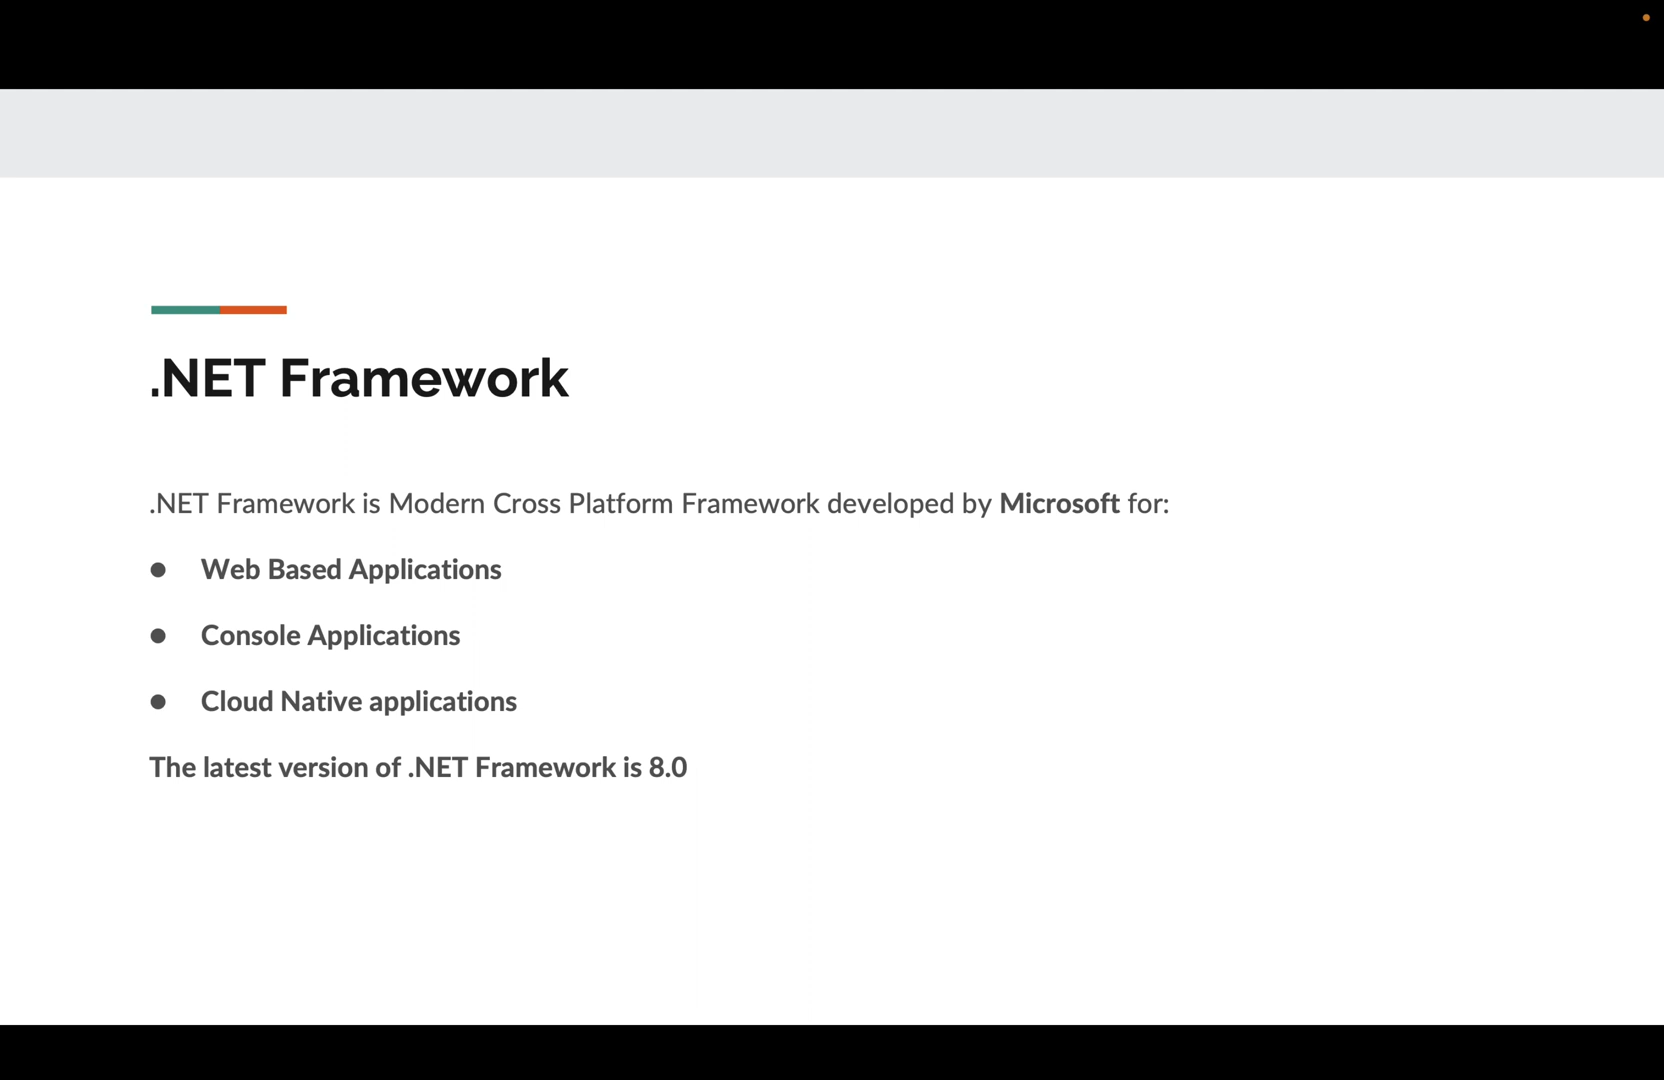 .NET Framework
.NET Framework is Modern Cross Platform Framework developed by Microsoft for:
● Web Based Applications
● Console Applications
● Cloud Native applications
The latest version of .NET Framework is 8.0